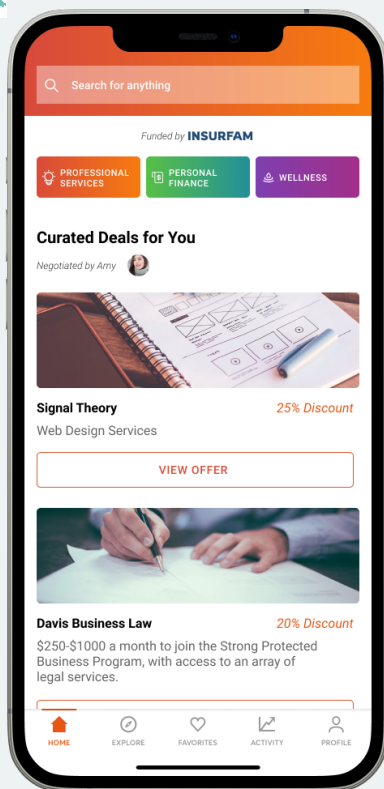 Search for anything
Funded by INSURFAM
PROFESSIONAL
SERVICES
PERSONAL
FINANCE
WELLNESS
Curated Deals for You
Negotiated by Amy
Signal Theory
25% Discount
Web Design Services
VIEW OFFER
Davis Business Law
20% Discount
$250-$1000 a month to join the Strong Protected
Business Program, with access to an array of
legal services.
HOME
EXPLORE
FAVORITES
ACTIVITY
PROFILE